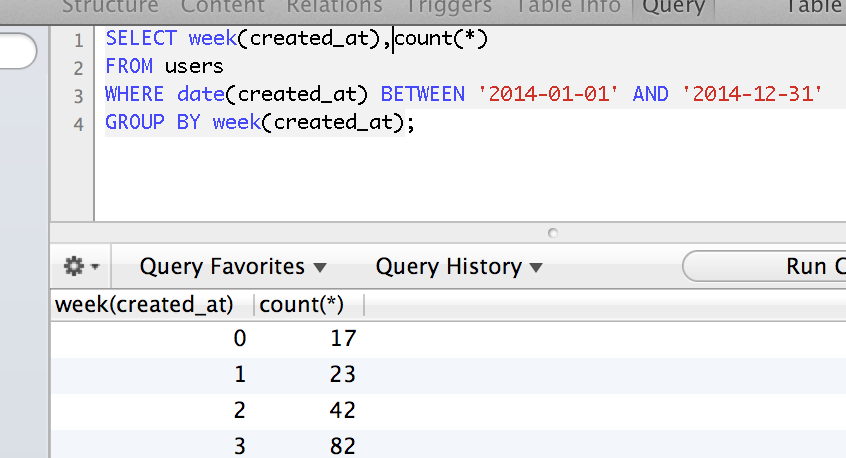 Structure Content Relations Triggers Table Info Query Table
1 SELECT week(created_at),count(*)
2 FROM users
3 WHERE date(created_at) BETWEEN '2014-01-01' AND '2014-12-31'
4 GROUP BY week(created_at);
Query Favorites ▼ Query History ▼ Run C
week(created_at) count(*)
0 17
1 23
2 42
3 82